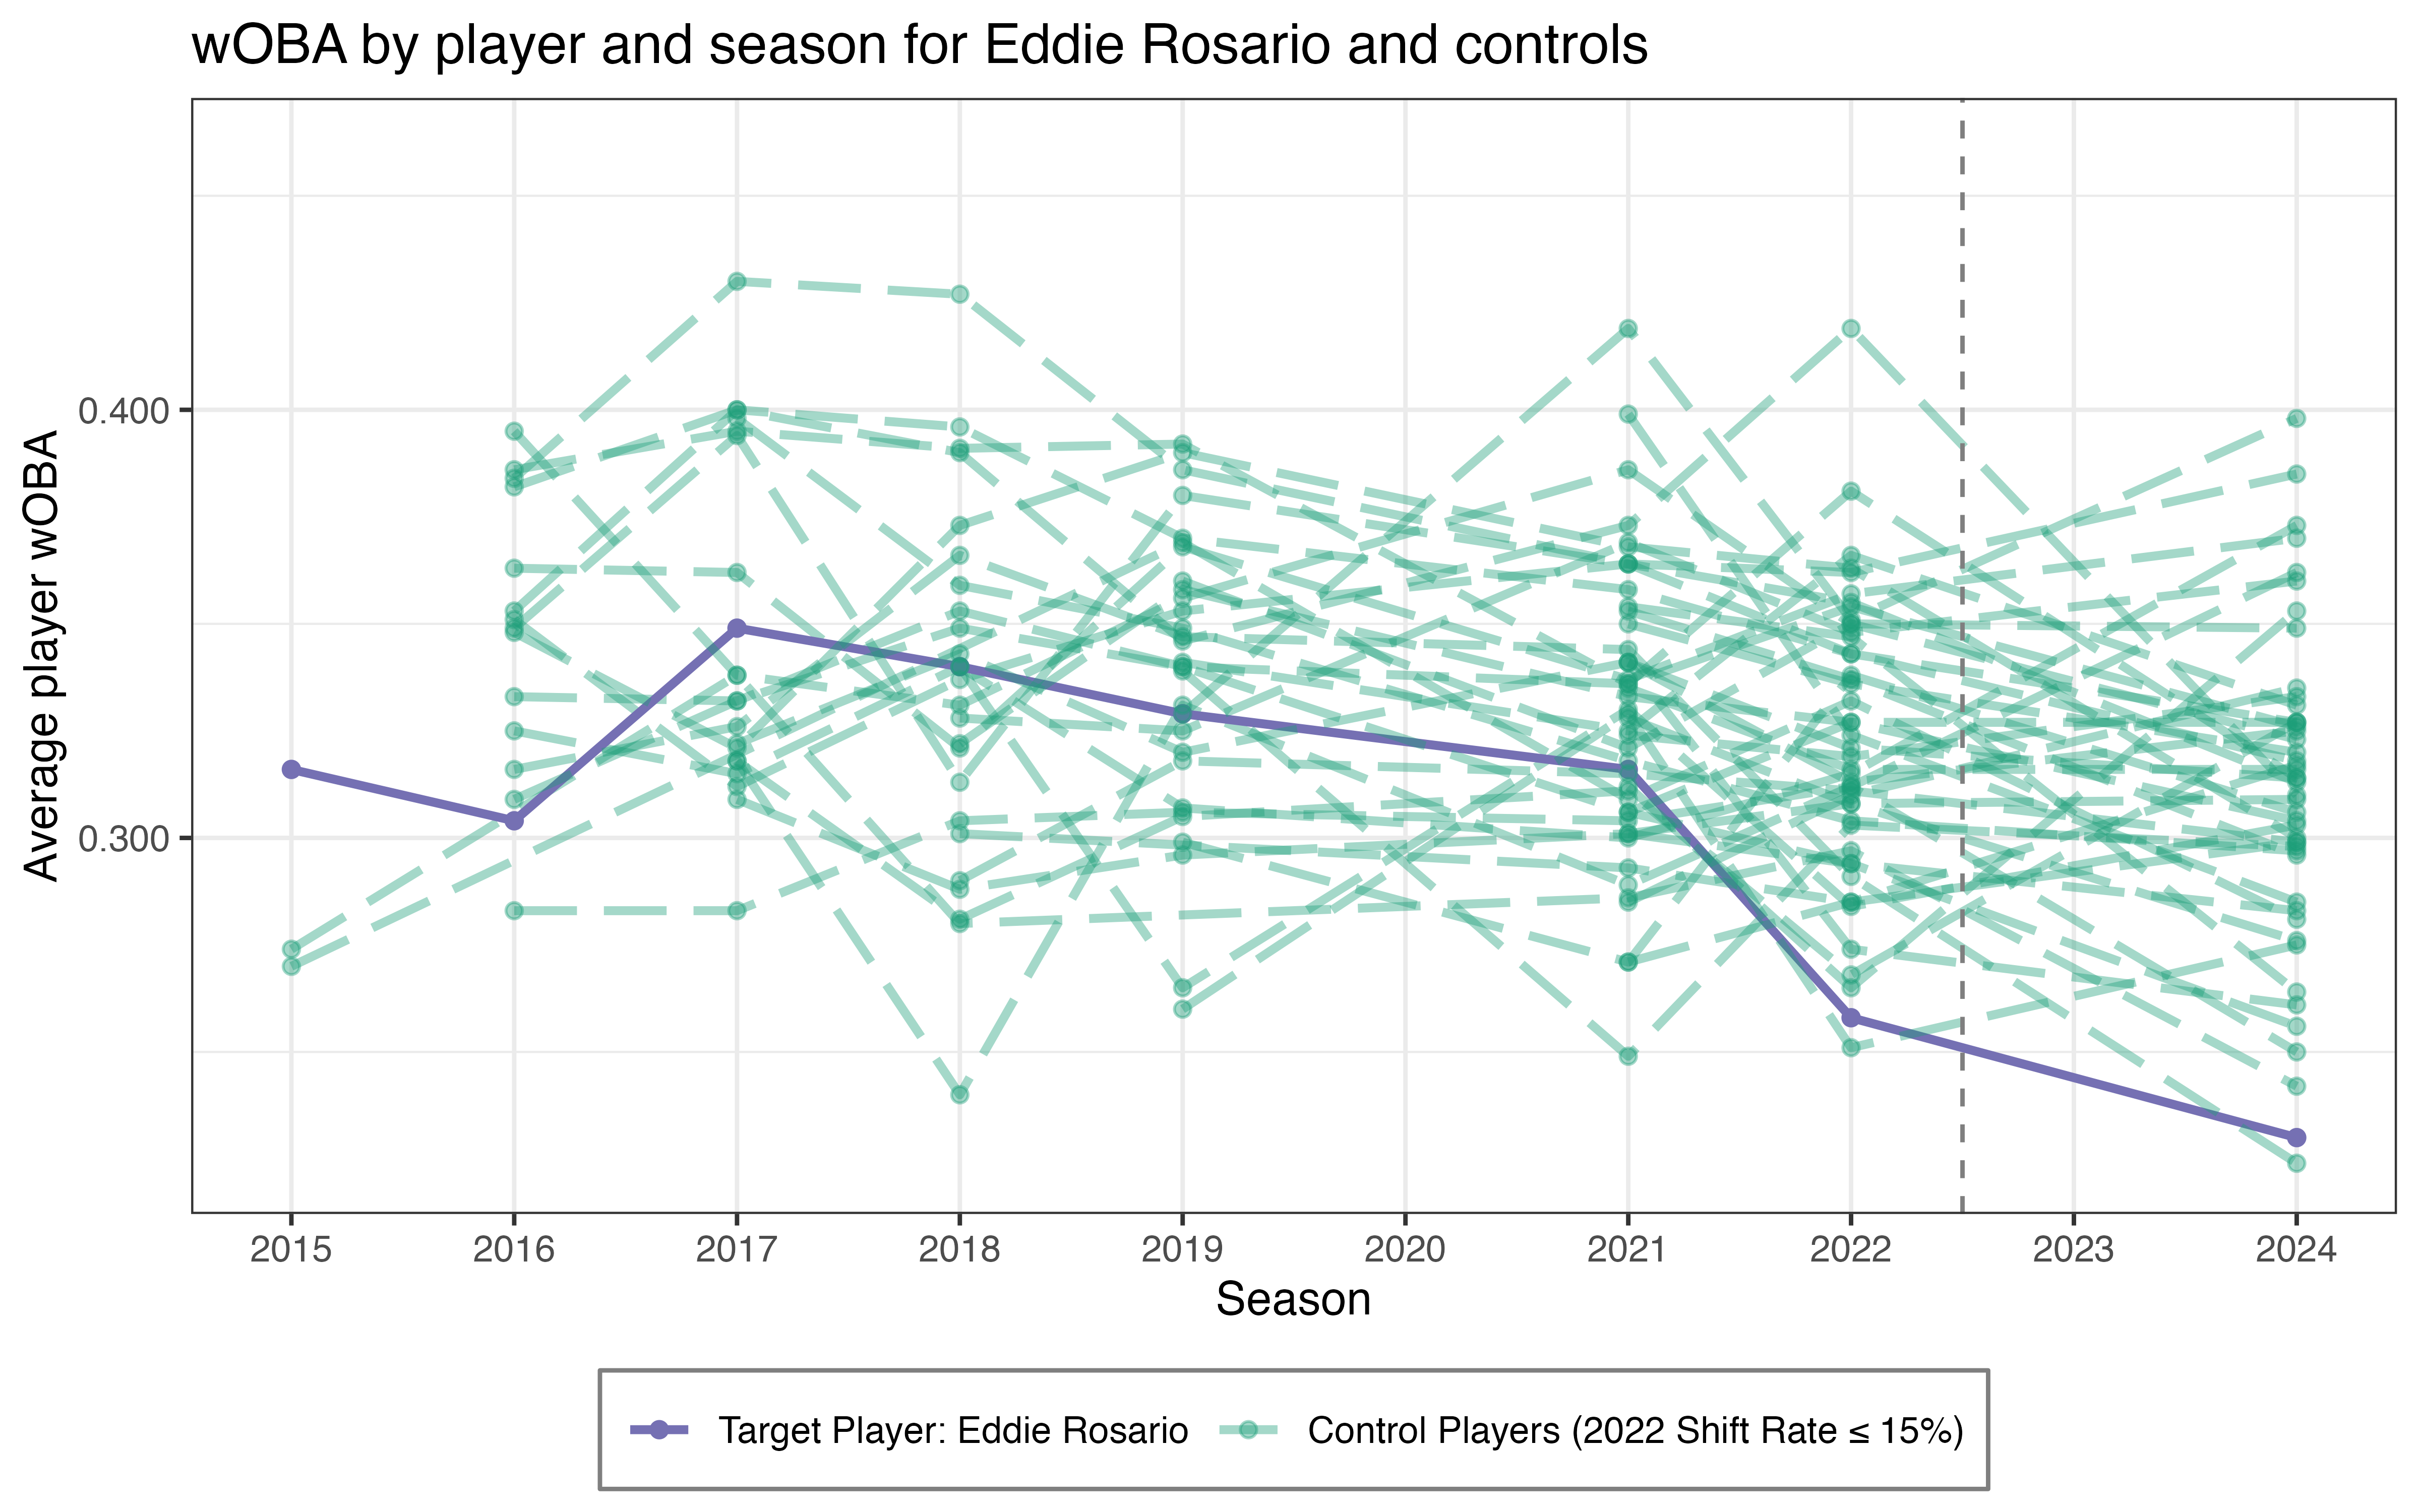 wOBA by player and season for Eddie Rosario and controls
Average player wOBA
0.400
0.300
2015 2016 2017 2018 2019 2020 2021 2022 2023 2024
Season
Target Player: Eddie Rosario Control Players (2022 Shift Rate ≤ 15%)